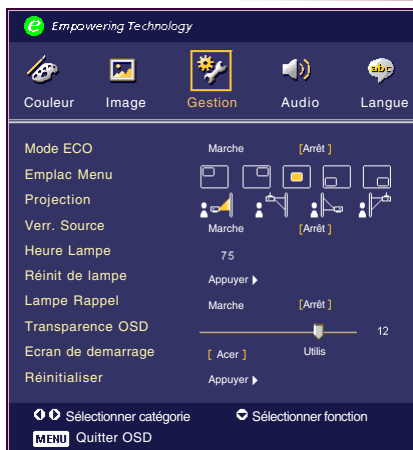 e Empowering Technology
Couleur Image Gestion Audio Langue
abc
Mode ECO Marche [Arrêt ]
Emplac Menu
Projection
Verr. Source Marche [Arrêt ]
Heure Lampe 75
Réinit de lampe Appuyer
Lampe Rappel Marche [Arrêt ]
Transparence OSD 12
Ecran de demarrage [ Acer ] Utilis
Réinitialiser Appuyer
Sélectionner catégorie Sélectionner fonction
MENU Quitter OSD